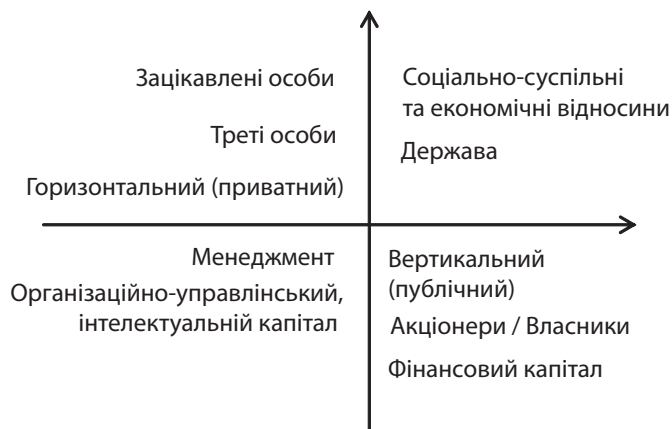 Зацікавлені особи
Треті особи
Горизонтальний (приватний)
Соціально-суспільні
та економічні відносини
Держава
Менеджмент
Організаційно-управлінський,
інтелектуальній капітал
Вертикальний
(публічний)
Акціонери / Власники
Фінансовий капітал